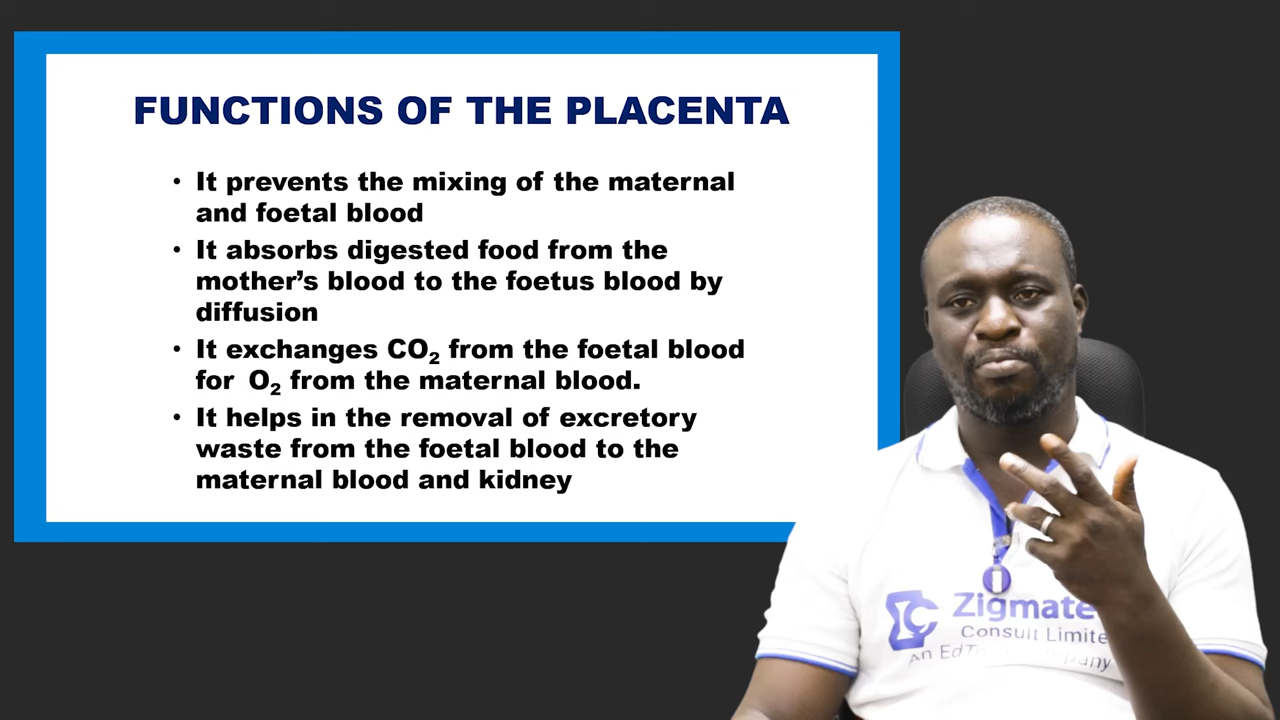 FUNCTIONS OF THE PLACENTA
• It prevents the mixing of the maternal
and foetal blood
• It absorbs digested food from the
mother’s blood to the foetus blood by
diffusion
• It exchanges CO₂ from the foetal blood
for O₂ from the maternal blood.
• It helps in the removal of excretory
waste from the foetal blood to the
maternal blood and kidney
Zigmate
Consult Limite
An